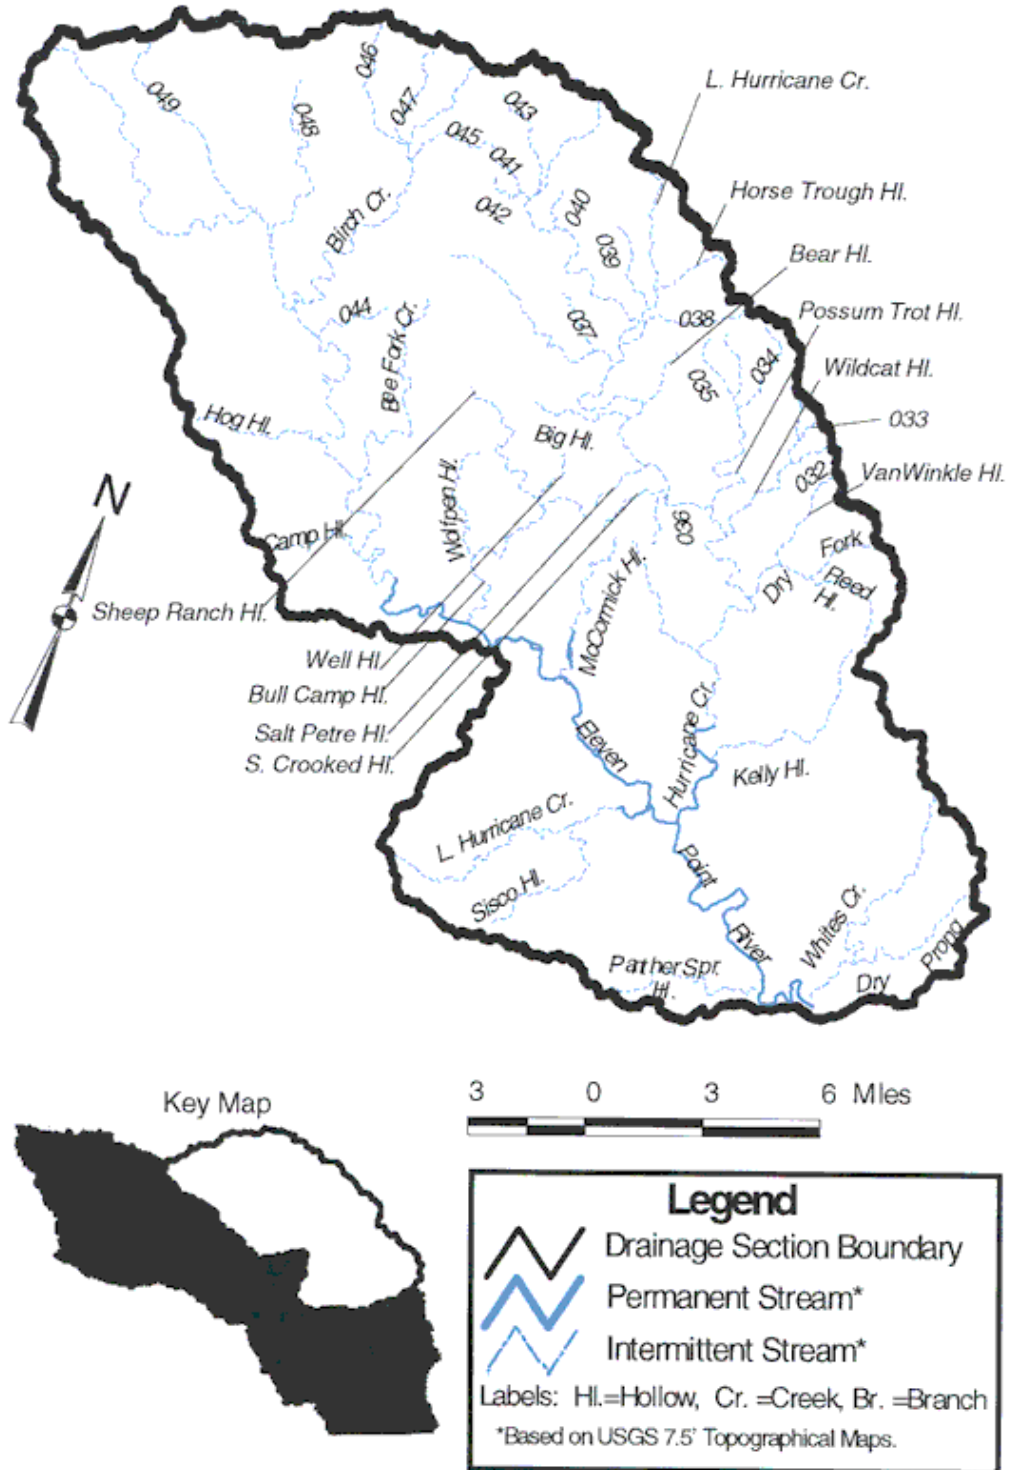 046
049
048
047
043
L. Hurricane Cr.
045
041
Horse Trough Hl.
042
040
Birch Cr.
039
Bear Hl.
044
037
038
Possum Trot Hl.
Bee Fork Cr.
035
034
Wildcat Hl.
Hog Hl.
Big Hl.
033
032
VanWinkle Hl.
N
Wolfpen Hl.
036
Camp Hl.
Fork
McCormick Hl.
Dry
Reed
Hl.
Sheep Ranch Hl.
Well Hl.
Bull Camp Hl.
Salt Petre Hl.
S. Crooked Hl.
Eleven
Hurricane Cr.
Kelly Hl.
L. Hurricane Cr.
Point
Sisco Hl.
River
Whites Cr.
Prong
Panther Spr.
Hl.
Dry
Key Map
3 0 3 6 Miles
Legend
Drainage Section Boundary
Permanent Stream*
Intermittent Stream*
Labels: Hl.=Hollow, Cr. =Creek, Br. =Branch
*Based on USGS 7.5' Topographical Maps.